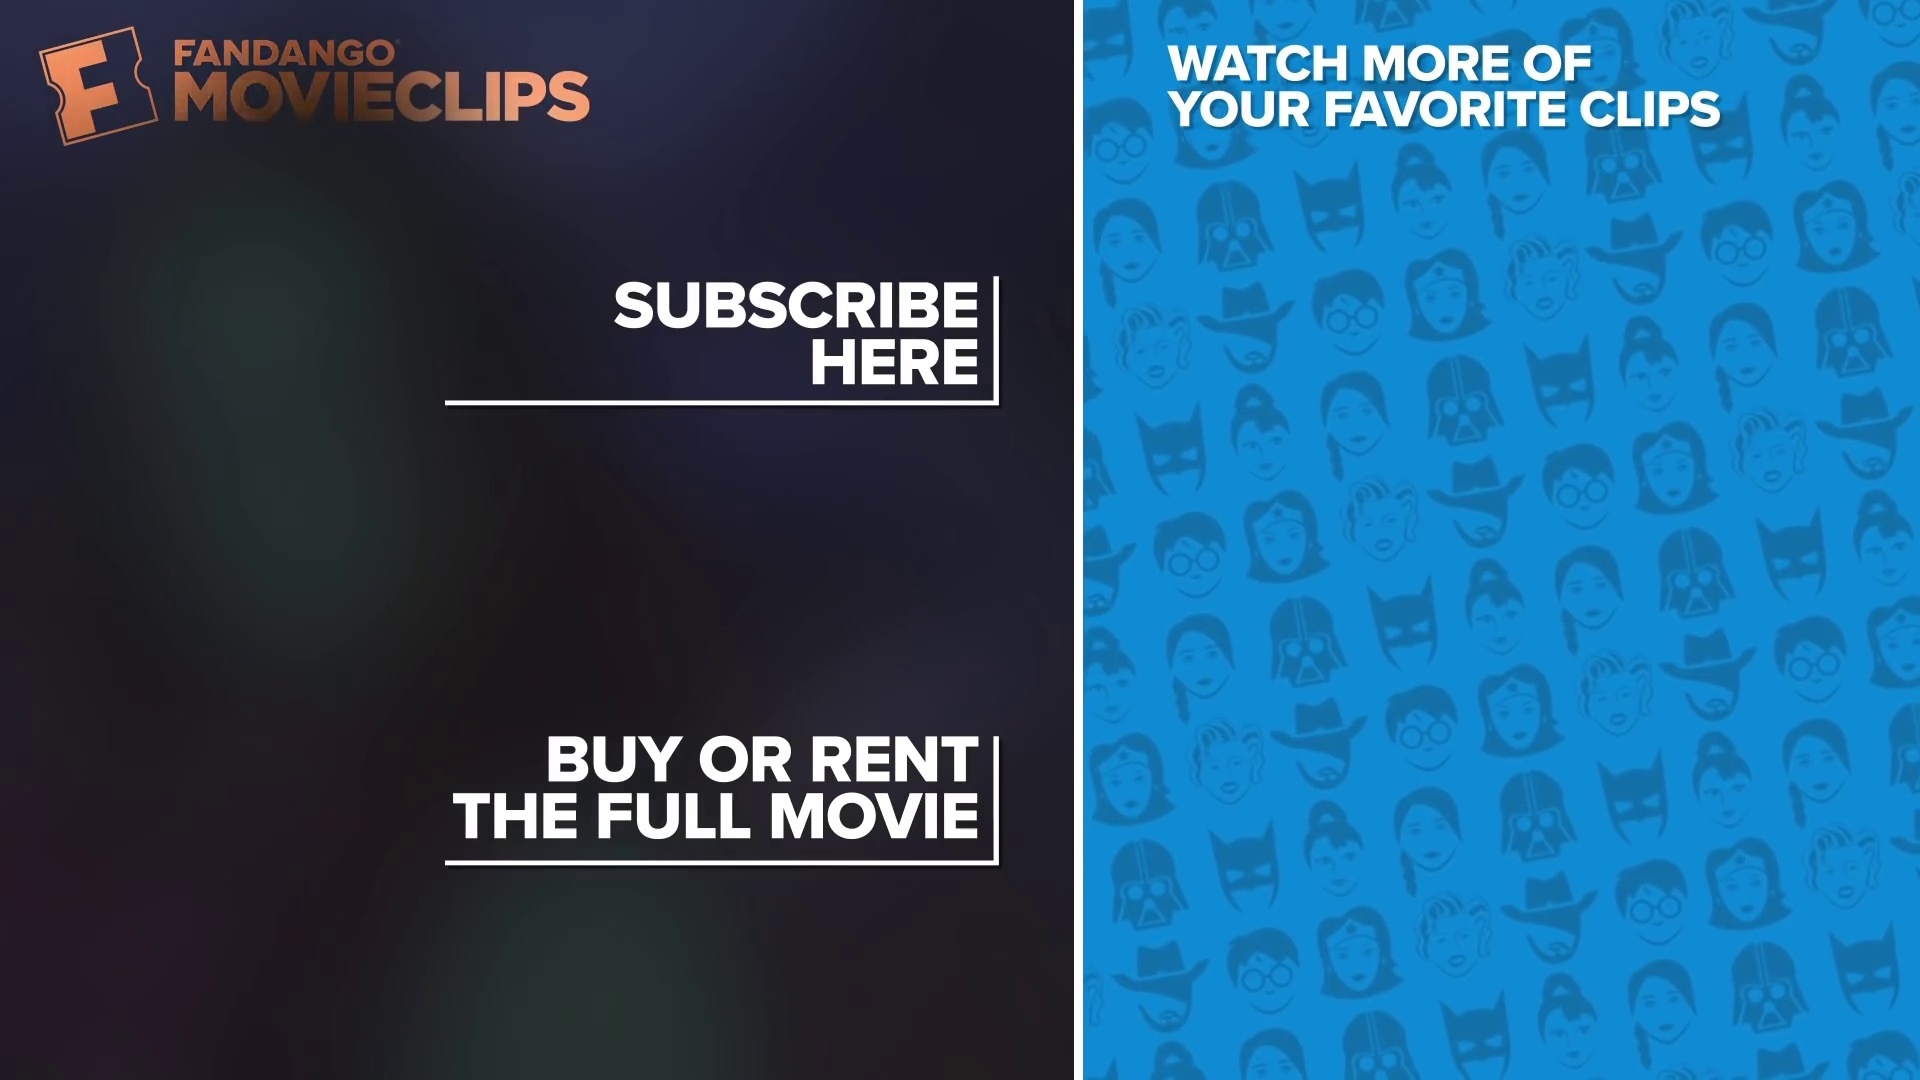 FANDANGO
MOVIECLIPS
SUBSCRIBE
HERE
BUY OR RENT
THE FULL MOVIE
WATCH MORE OF
YOUR FAVORITE CLIPS